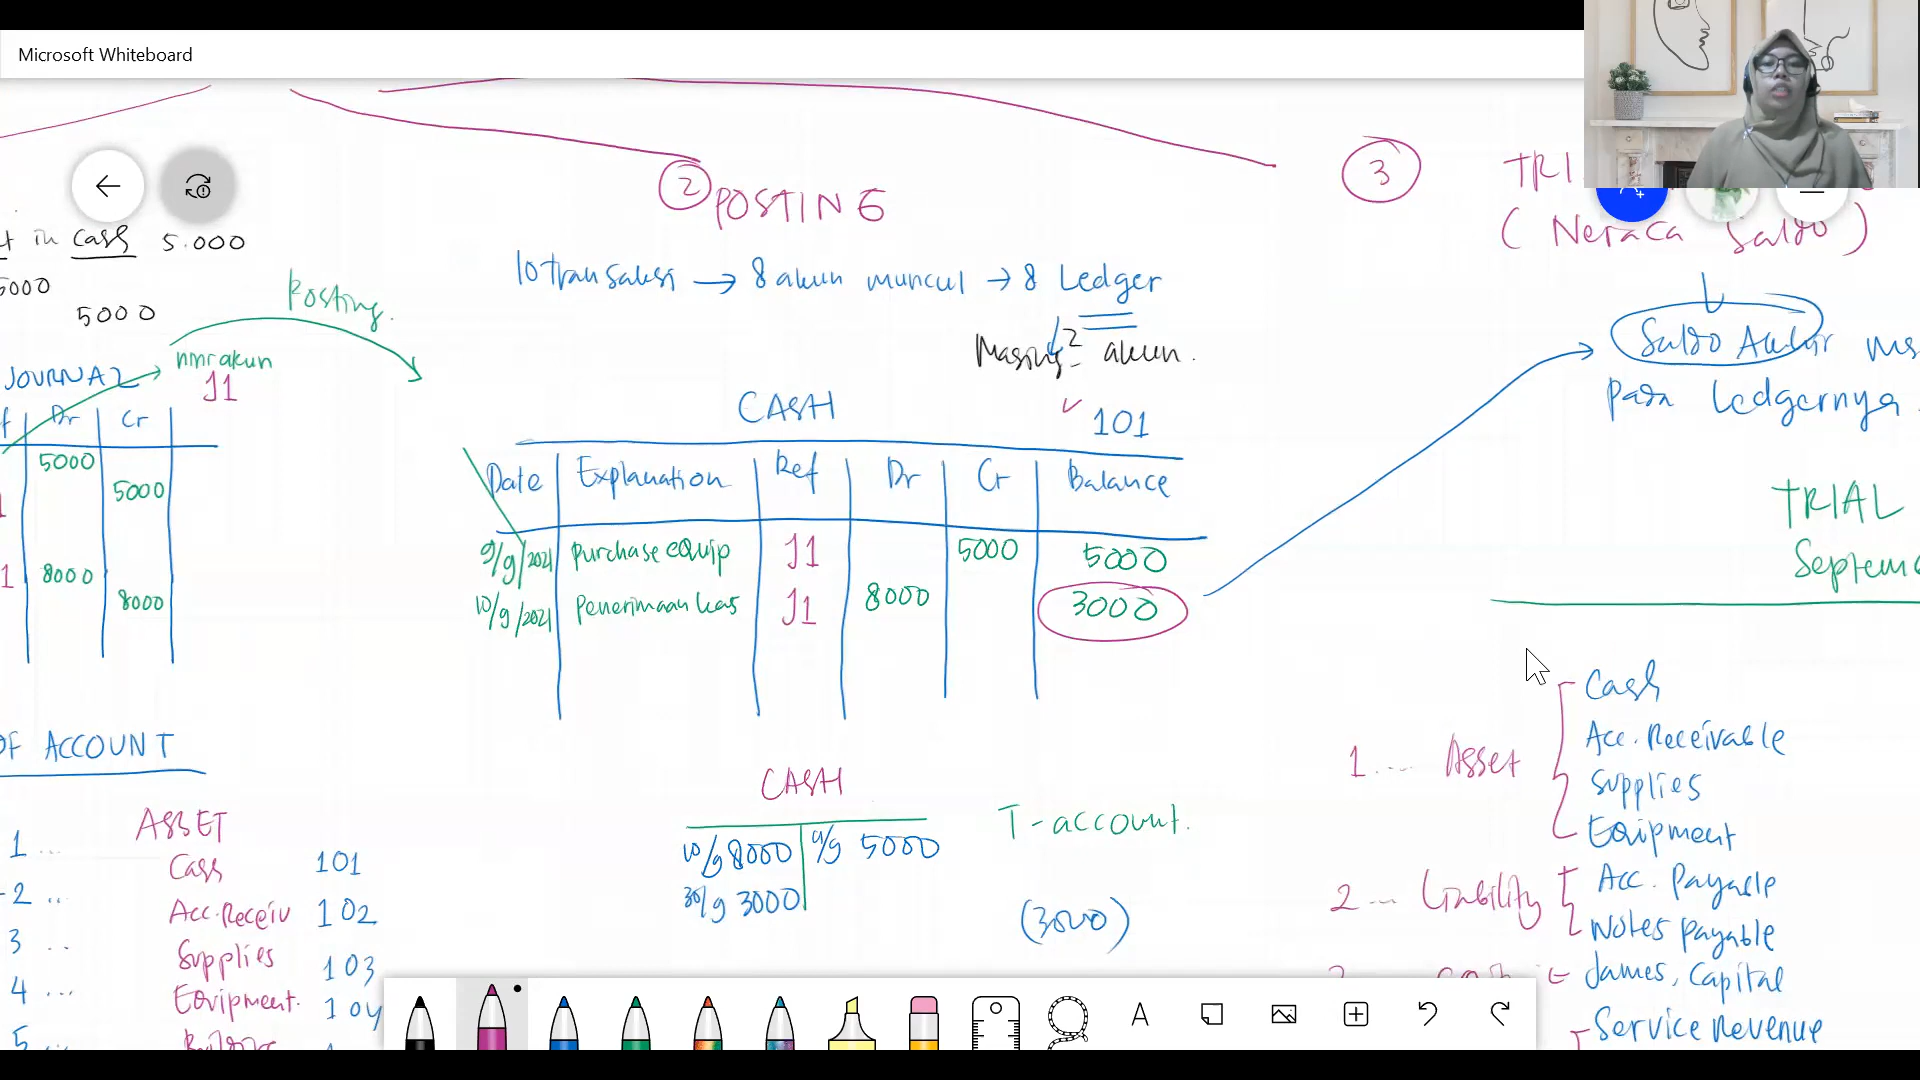 Microsoft Whiteboard
in cash 5.000
5000
5000
Posting.
nmr akun
J1
JOURNAL
Dr Cr
5000
5000
1 8000
8000
OF ACCOUNT
ASSET
1 ...
Cash 101
2 ..
Acc. Receiv 102
3 ..
Supplies 103
4 ...
Equipment. 104
5
2 POSTING
10 transaksi → 8 akun muncul → 8 Ledger
Masing2 akun.
CASH
101
Date Explanation Ref Dr Cr Balance
9/9/2021 purchase equip J1 5000 5000
10/9/2021 Penerimaan kas J1 8000 3000
CASH
T-account.
10/9 8000 9/9 5000
30/9 3000
(3000)
3
(Neraca Saldo)
Saldo Akhir
pada Ledgernya.
TRIAL
1... Asset
Cash
Acc. Receivable
Supplies
Equipment
2... Liability
Acc. Payable
Notes Payable
James, Capital
Service Revenue
A